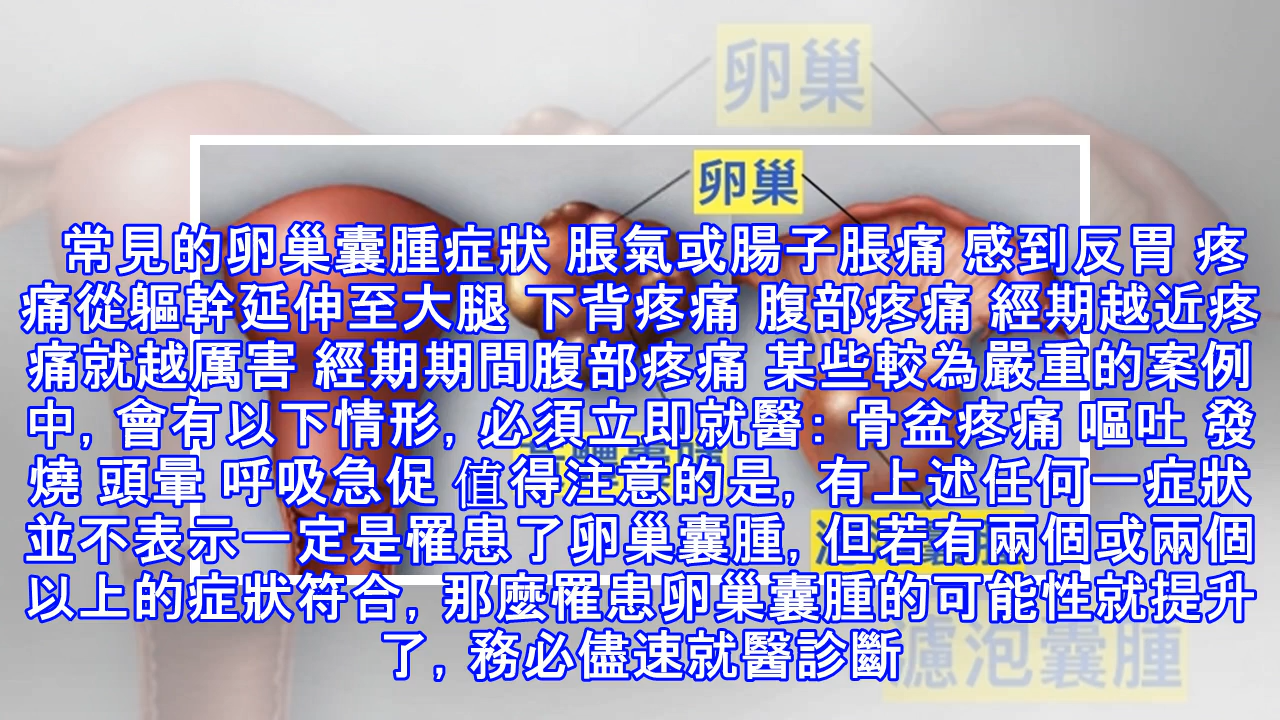 卵巢
卵巢
常見的卵巢囊腫症狀 脹氣或腸子脹痛 感到反胃 疼
痛從軀幹延伸至大腿 下背疼痛 腹部疼痛 經期越近疼
痛就越厲害 經期期間腹部疼痛 某些較為嚴重的案例
中, 會有以下情形, 必須立即就醫: 骨盆疼痛 嘔吐 發
燒 頭暈 呼吸急促 值得注意的是, 有上述任何一症狀
並不表示一定是罹患了卵巢囊腫, 但若有兩個或兩個
以上的症狀符合, 那麼罹患卵巢囊腫的可能性就提升
了, 務必儘速就醫診斷
濾泡囊腫